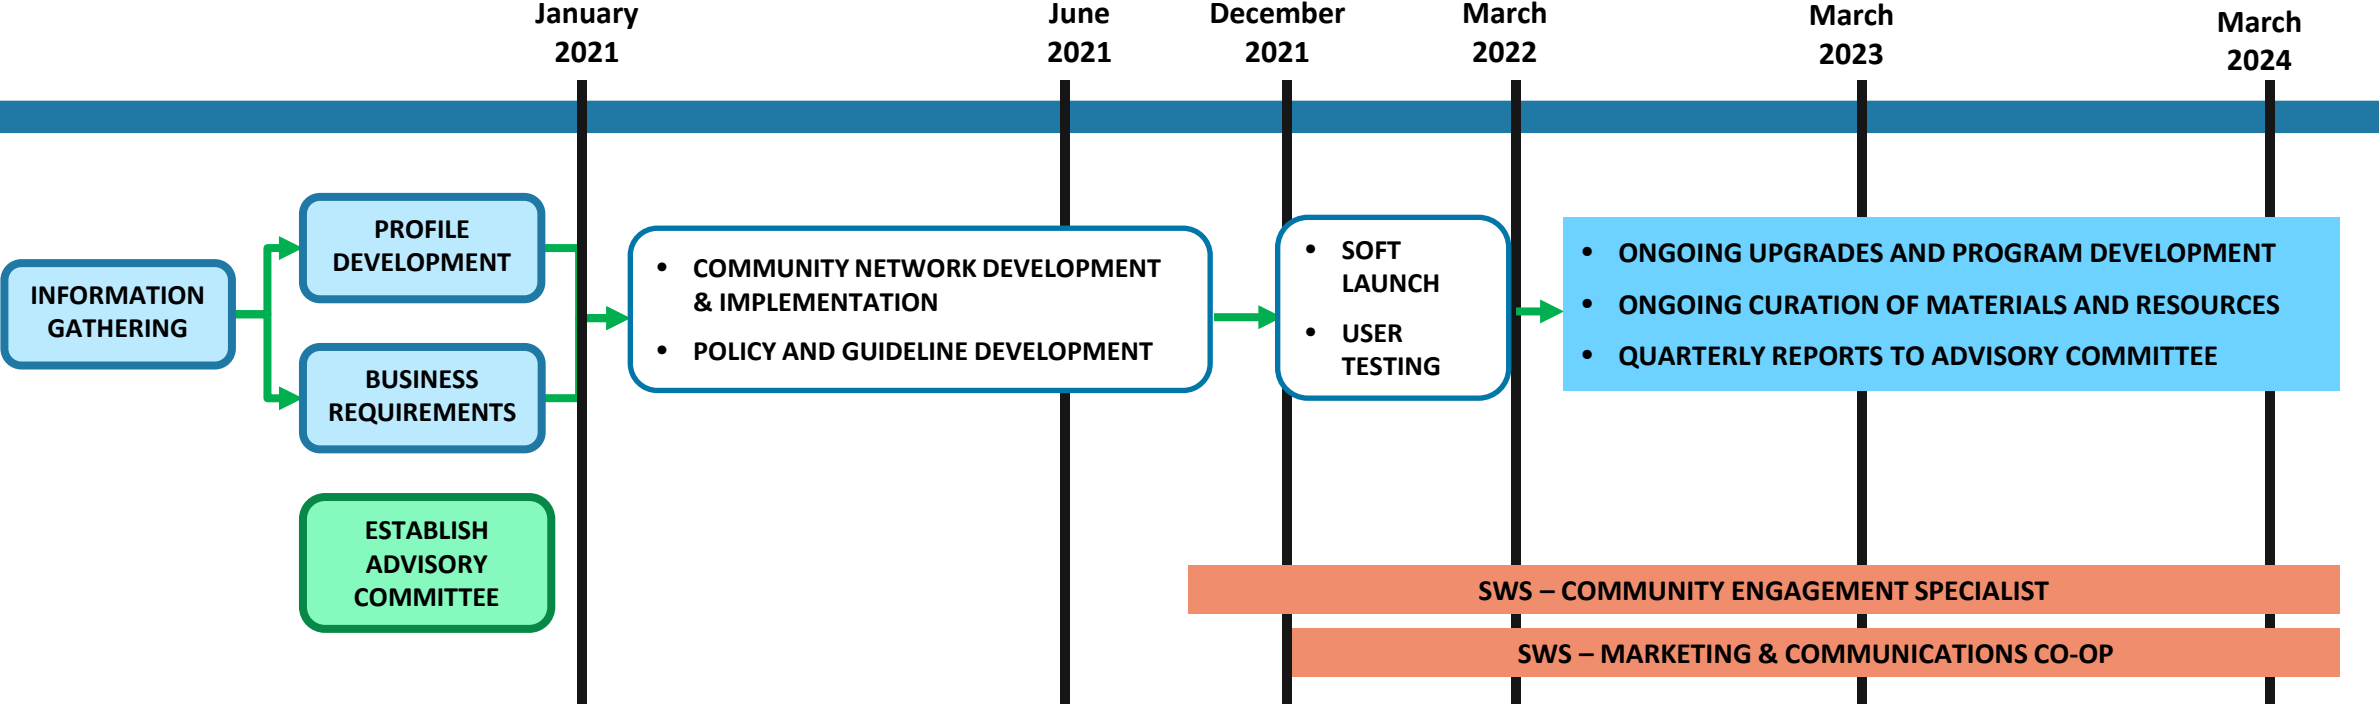 January
2021
June
2021
December
2021
March
2022
March
2023
March
2024
INFORMATION
GATHERING
PROFILE
DEVELOPMENT
BUSINESS
REQUIREMENTS
ESTABLISH
ADVISORY
COMMITTEE
• COMMUNITY NETWORK DEVELOPMENT
& IMPLEMENTATION
• POLICY AND GUIDELINE DEVELOPMENT
• SOFT
LAUNCH
• USER
TESTING
• ONGOING UPGRADES AND PROGRAM DEVELOPMENT
• ONGOING CURATION OF MATERIALS AND RESOURCES
• QUARTERLY REPORTS TO ADVISORY COMMITTEE
SWS – COMMUNITY ENGAGEMENT SPECIALIST
SWS – MARKETING & COMMUNICATIONS CO-OP